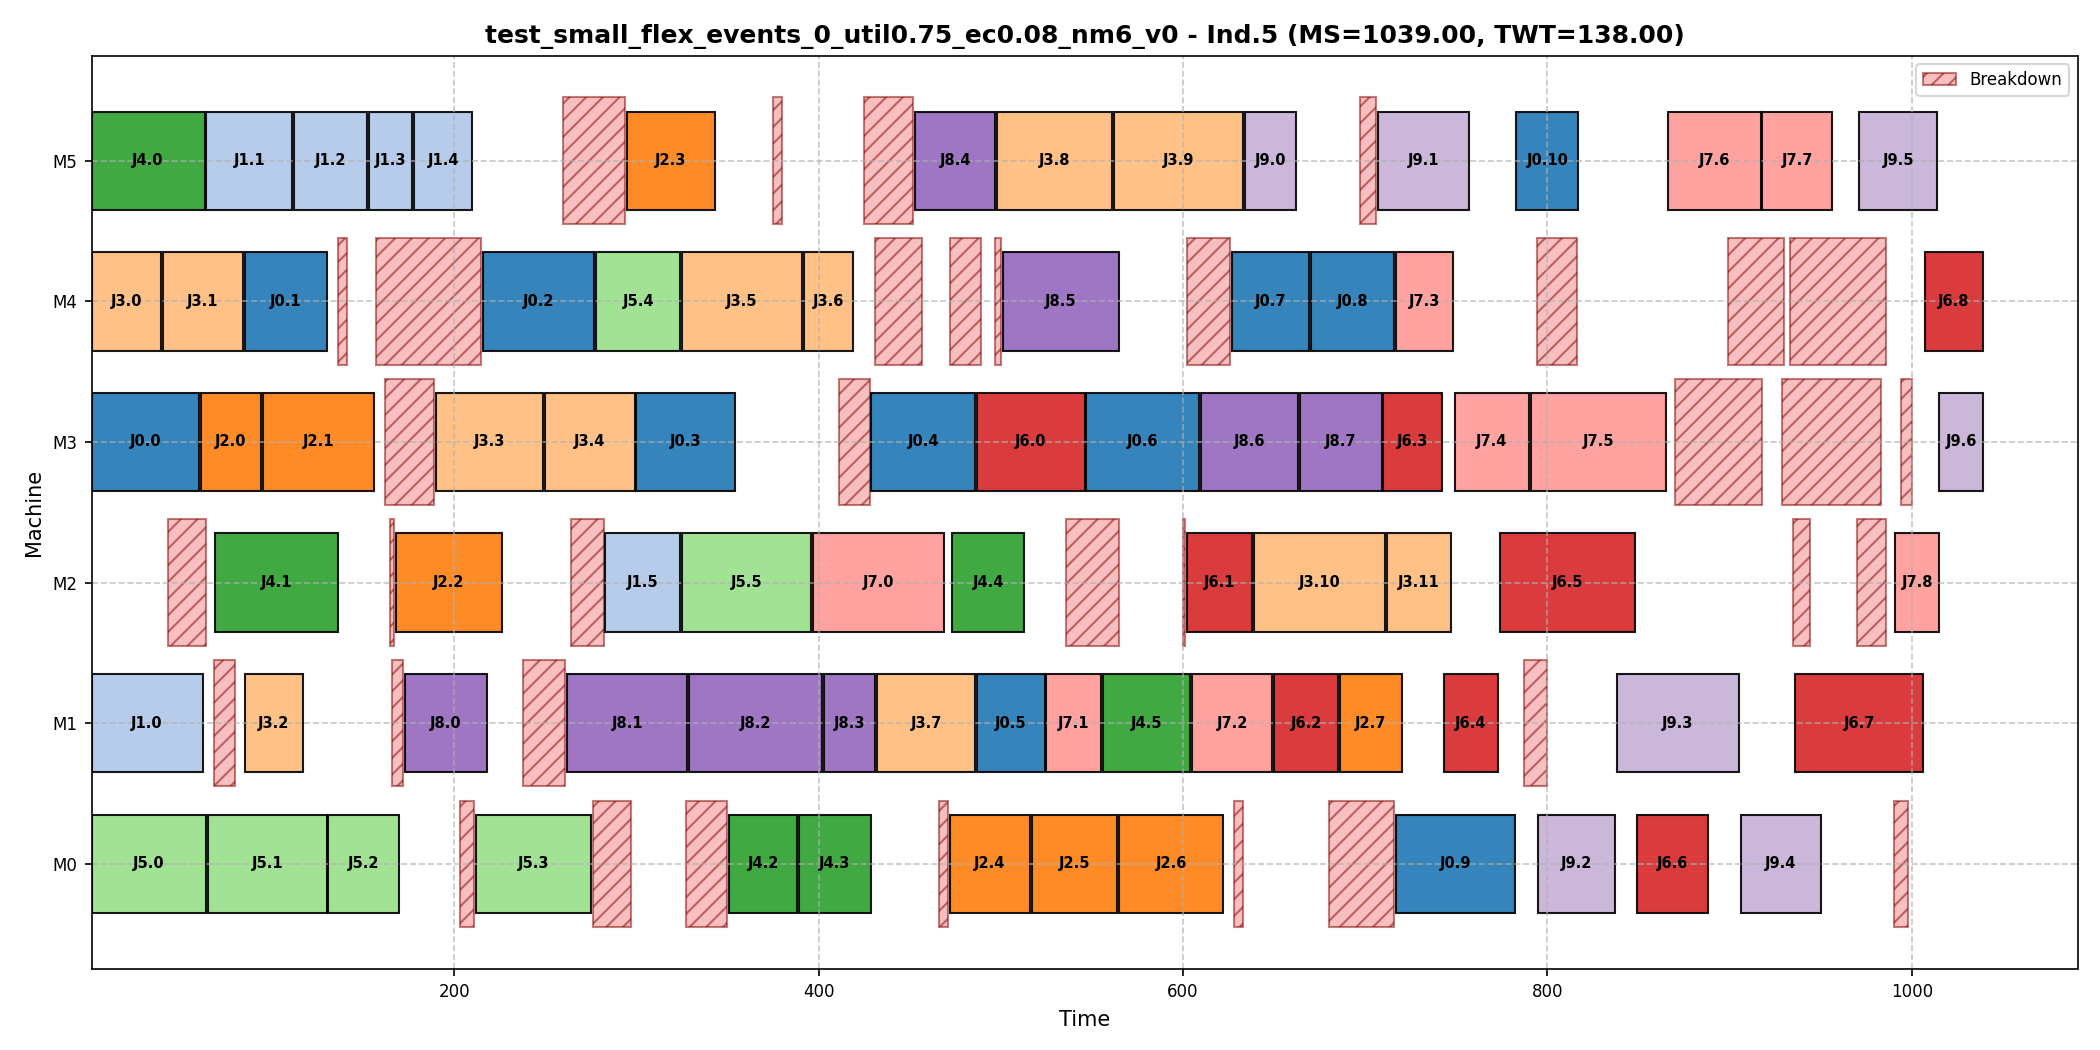 test_small_flex_events_0_util0.75_ec0.08_nm6_v0 - Ind.5 (MS=1039.00, TWT=138.00)
Breakdown
M5
J4.0 J1.1 J1.2 J1.3 J1.4 J2.3 J8.4 J3.8 J3.9 J9.0 J9.1 J0.10 J7.6 J7.7 J9.5
M4
J3.0 J3.1 J0.1 J0.2 J5.4 J3.5 J3.6 J8.5 J0.7 J0.8 J7.3 J6.8
M3
J0.0 J2.0 J2.1 J3.3 J3.4 J0.3 J0.4 J6.0 J0.6 J8.6 J8.7 J6.3 J7.4 J7.5 J9.6
M2
J4.1 J2.2 J1.5 J5.5 J7.0 J4.4 J6.1 J3.10 J3.11 J6.5 J7.8
M1
J1.0 J3.2 J8.0 J8.1 J8.2 J8.3 J3.7 J0.5 J7.1 J4.5 J7.2 J6.2 J2.7 J6.4 J9.3 J6.7
M0
J5.0 J5.1 J5.2 J5.3 J4.2 J4.3 J2.4 J2.5 J2.6 J0.9 J9.2 J6.6 J9.4
Machine
200 400 600 800 1000
Time